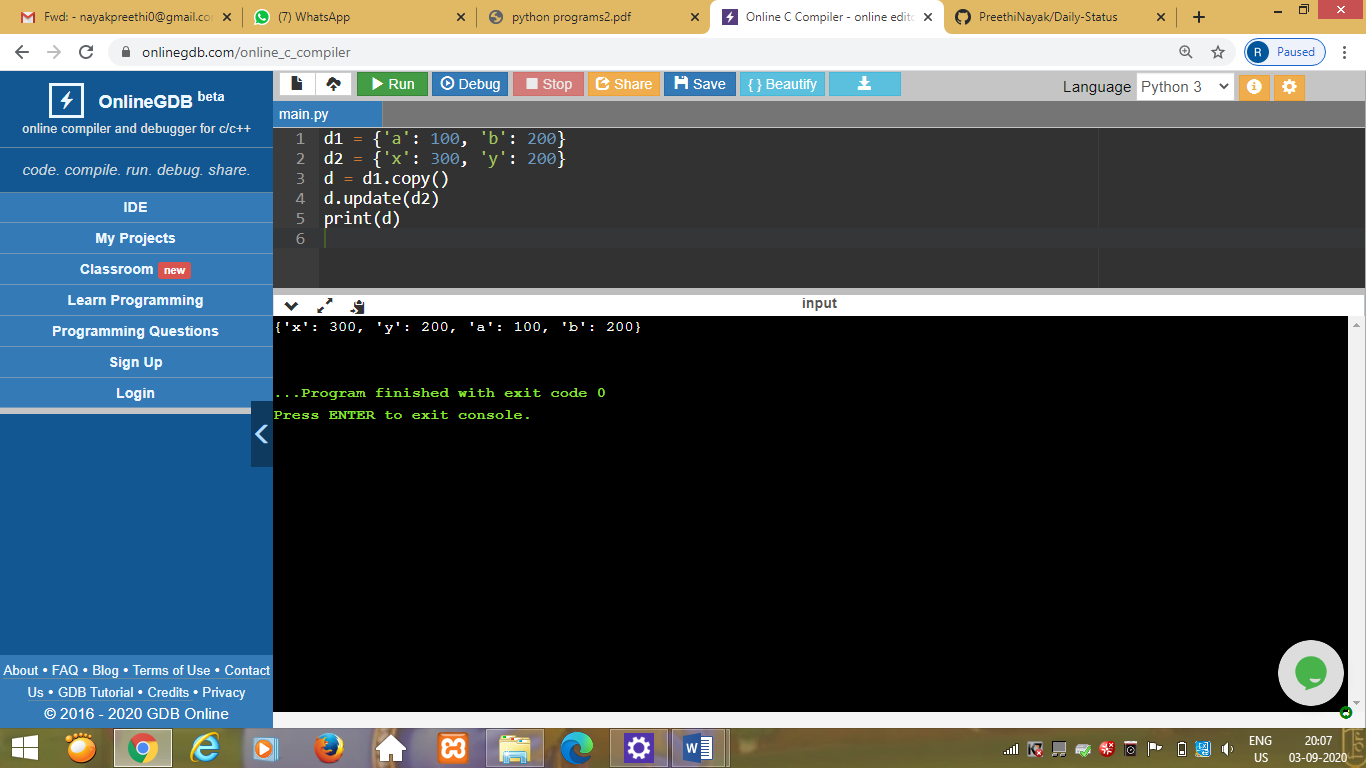 Fwd: - nayakpreethi0@gmail.co
(7) WhatsApp
python programs2.pdf
Online C Compiler - online edito
PreethiNayak/Daily-Status
onlinegdb.com/online_c_compiler
R Paused
OnlineGDB beta
online compiler and debugger for c/c++
code. compile. run. debug. share.
IDE
My Projects
Classroom new
Learn Programming
Programming Questions
Sign Up
Login
About • FAQ • Blog • Terms of Use • Contact
Us • GDB Tutorial • Credits • Privacy
© 2016 - 2020 GDB Online
Run Debug Stop Share Save { } Beautify
Language Python 3
main.py
1 d1 = {'a': 100, 'b': 200}
2 d2 = {'x': 300, 'y': 200}
3 d = d1.copy()
4 d.update(d2)
5 print(d)
6
input
{'x': 300, 'y': 200, 'a': 100, 'b': 200}
...Program finished with exit code 0
Press ENTER to exit console.
ENG
US
20:07
03-09-2020